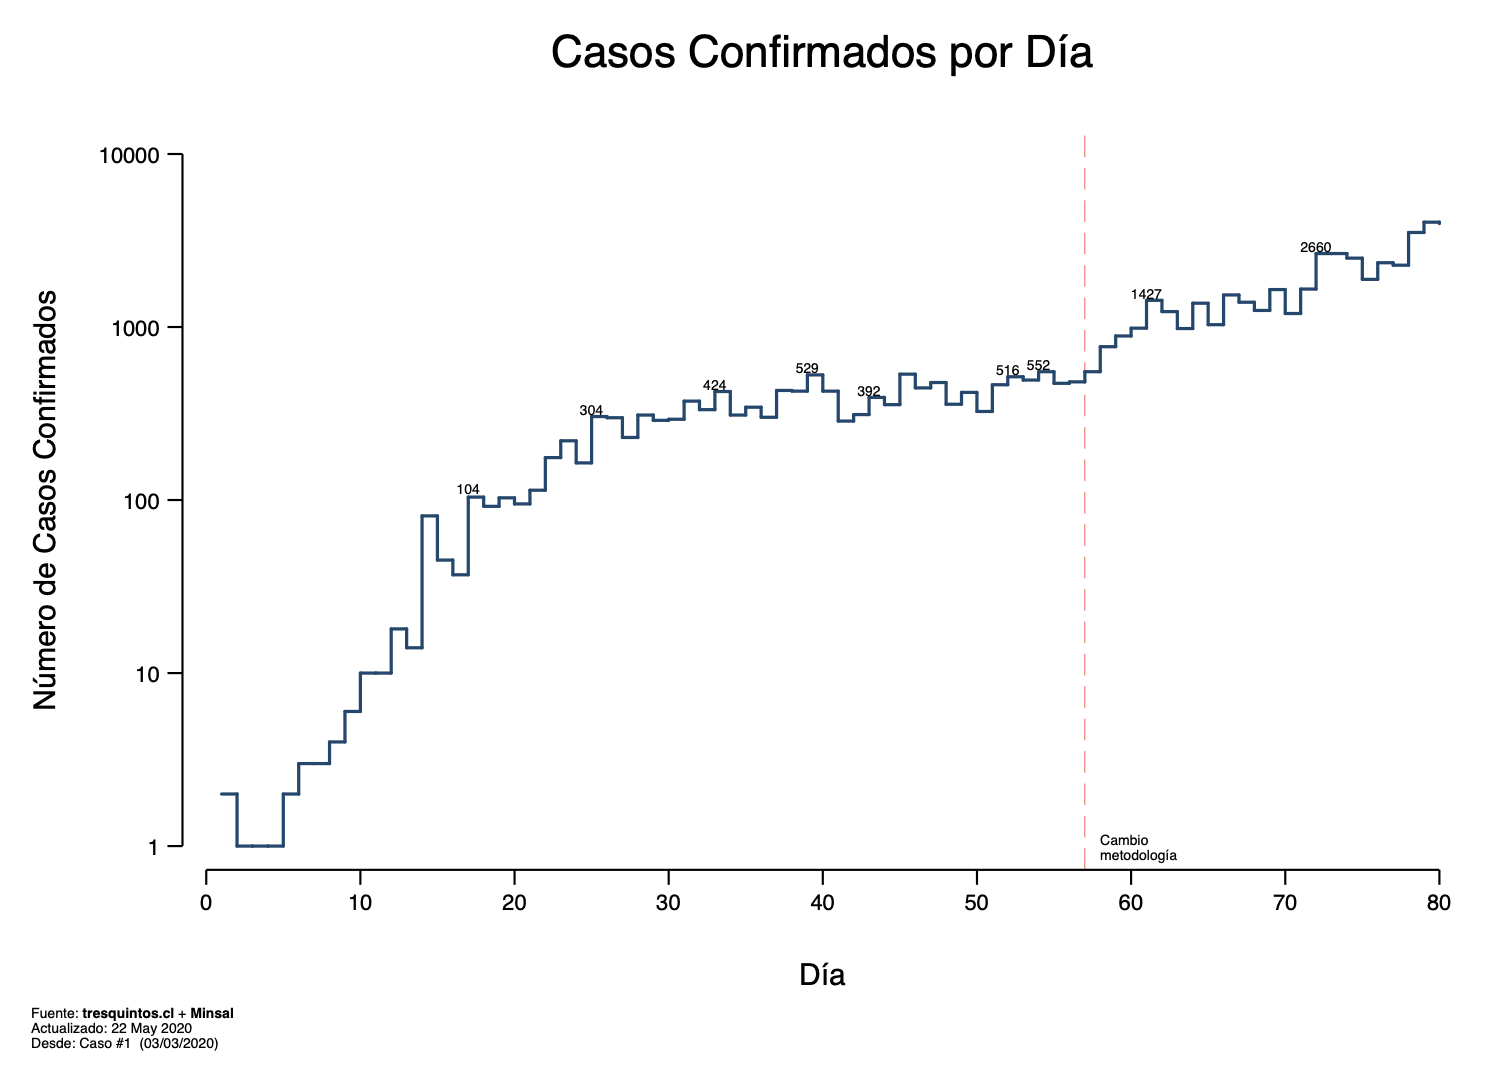 Casos Confirmados por Día
Número de Casos Confirmados
10000
1000
100
10
1
104
304
424
529
392
516
552
1427
2660
Cambio
metodología
0 10 20 30 40 50 60 70 80
Día
Fuente: tresquintos.cl + Minsal
Actualizado: 22 May 2020
Desde: Caso #1 (03/03/2020)